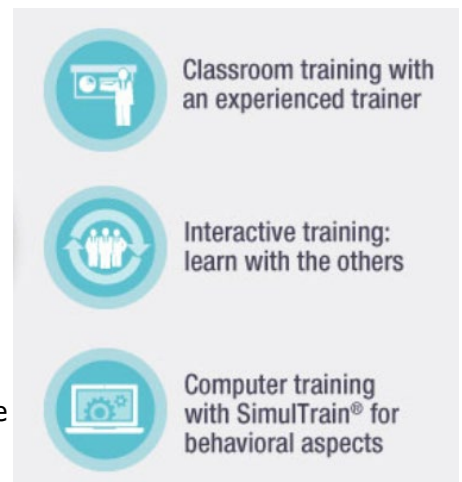 Classroom training with
an experienced trainer
Interactive training:
learn with the others
e
Computer training
with SimulTrain® for
behavioral aspects